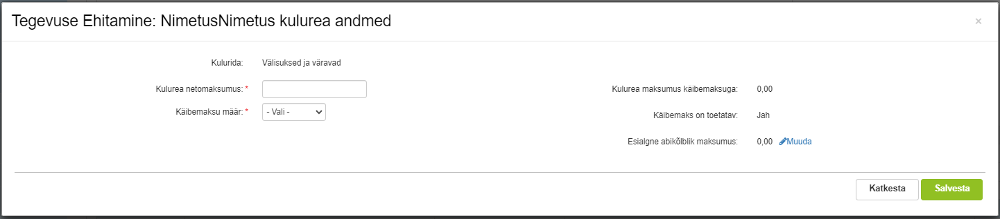 Tegevuse Ehitamine: NimetusNimetus kulurea andmed
×
Kulurida: Välisuksed ja väravad
Kulurea netomaksumus: * Kulurea maksumus käibemaksuga: 0,00
Käibemaksu määr: * - Vali - Käibemaks on toetatav: Jah
Esialgne abikõlblik maksumus: 0,00 Muuda
Katkesta Salvesta